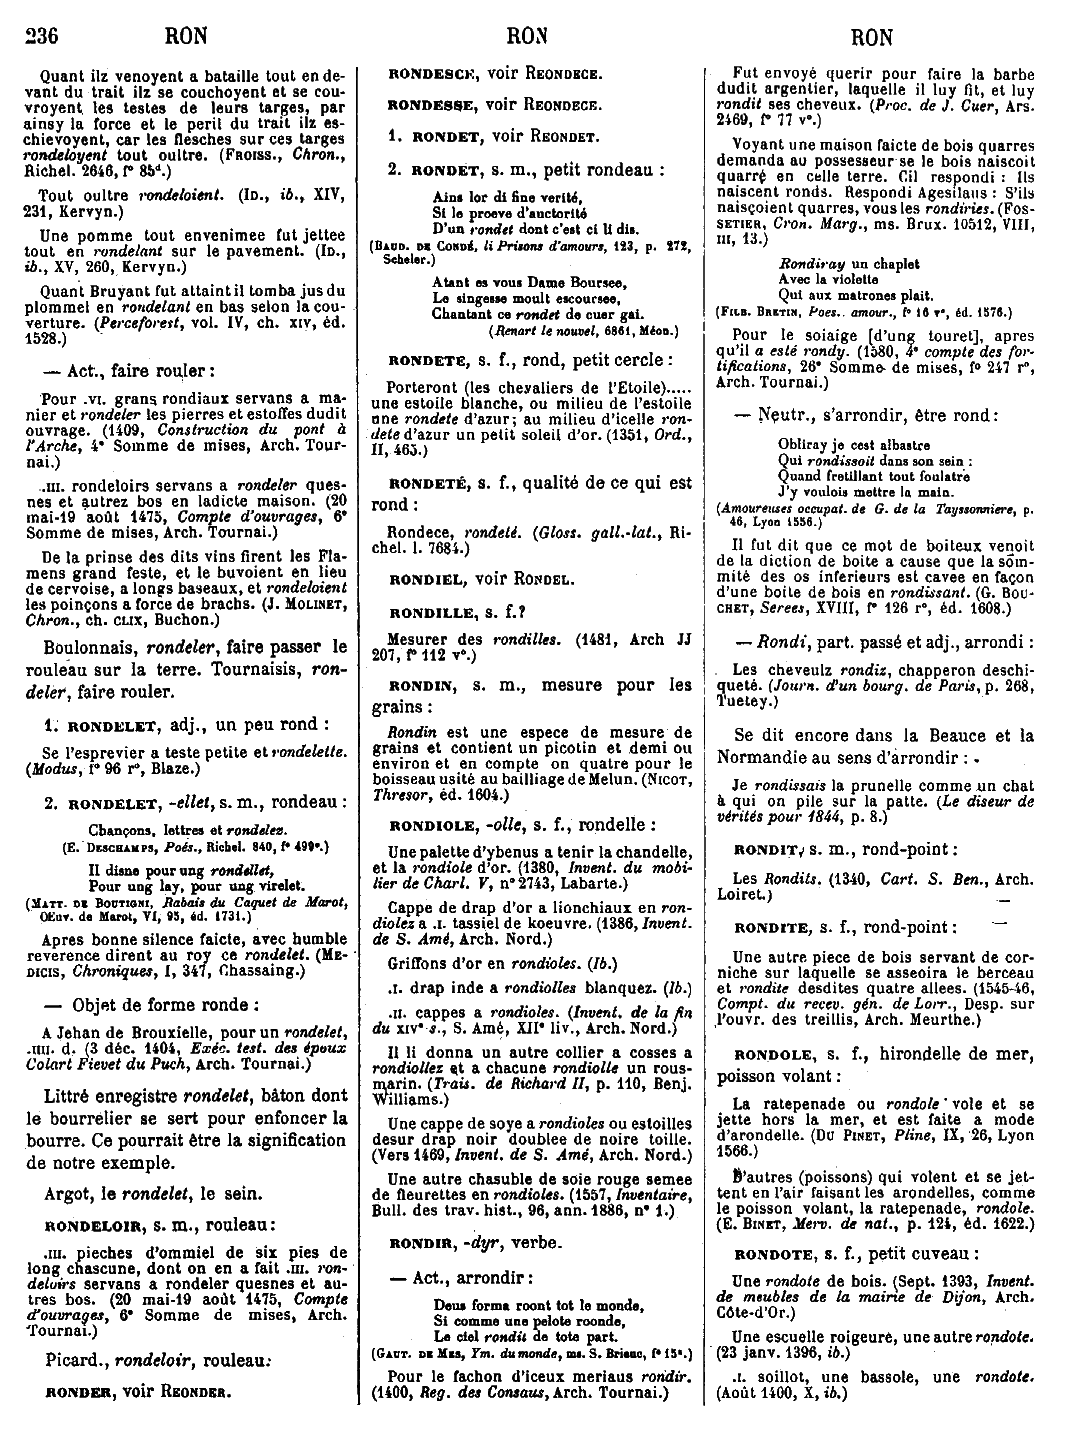 236 RON RON RON
Quant ilz venoyent a bataille tout en de-
vant du trait ilz se couchoyent et se cou-
vroyent les testes de leurs targes, par
ainsy la force et le peril du trait ilz es-
chievoyent, car les flesches sur ces targes
rondeloyent tout oultre. (FROISS., Chron.,
Richel. 2646, f° 85ᵈ.)
Tout oultre rondeloient. (ID., ib., XIV,
231, Kervyn.)
Une pomme tout envenimee fut jettee
tout en rondelant sur le pavement. (ID.,
ib., XV, 260, Kervyn.)
Quant Bruyant fut attaint il tomba jus du
plommel en rondelant en bas selon la cou-
verture. (Perceforest, vol. IV, ch. XIV, éd.
1528.)
— Act., faire rouler :
Pour .VI. grans rondiaux servans a ma-
nier et rondeler les pierres et estoffes dudit
ouvrage. (1409, Construction du pont à
l'Arche, 4° Somme de mises, Arch. Tour-
nai.)
.III. rondeloirs servans a rondeler ques-
nes et autrez bos en ladicte maison. (20
mai-19 août 1475, Compte d'ouvrages, 6°
Somme de mises, Arch. Tournai.)
De la prinse des dits vins firent les Fla-
mens grand feste, et le buvoient en lieu
de cervoise, a longs baseaux, et rondeloient
les poinçons a force de brachs. (J. MOLINET,
Chron., ch. CLIX, Buchon.)
Boulonnais, rondeler, faire passer le
rouleau sur la terre. Tournaisis, ron-
deler, faire rouler.
1. RONDELET, adj., un peu rond :
Se l'esprevier a teste petite et rondelette.
(Modus, f° 96 r°, Blaze.)
2. RONDELET, -ellet, s. m., rondeau :
Chançons, lettres et rondelez.
(E. DESCHAMPS, Poés., Richel. 840, f° 499ᵃ.)
Il disne pour ung rondellet,
Pour ung lay, pour ung virelet.
(MATT. DE BOUTIGNI, Rabais du Caquet de Marot,
Œuv. de Marot, VI, 95, éd. 1731.)
Apres bonne silence faicte, avec humble
reverence dirent au roy ce rondelet. (ME-
DICIS, Chroniques, I, 347, Chassaing.)
— Objet de forme ronde :
A Jehan de Brouxielle, pour un rondelet,
.IIII. d. (3 déc. 1404, Exéc. test. des époux
Colart Fievet du Puch, Arch. Tournai.)
Littré enregistre rondelet, bâton dont
le bourrelier se sert pour enfoncer la
bourre. Ce pourrait être la signification
de notre exemple.
Argot, le rondelet, le sein.
RONDELOIR, s. m., rouleau :
.III. pieches d'ommiel de six pies de
long chascune, dont on en a fait .III. ron-
deloirs servans a rondeler quesnes et au-
tres bos. (20 mai-19 août 1475, Compte
d'ouvrages, 6° Somme de mises, Arch.
Tournai.)
Picard., rondeloir, rouleau.
RONDER, voir REONDER.
RONDESCE, voir REONDECE.
RONDESSE, voir REONDECE.
1. RONDET, voir REONDET.
2. RONDET, s. m., petit rondeau :
Ains lor di fine verité,
Si le proeve d'auctorité
D'un rondet dont c'est ci li dis.
(BAUD. DE CONDÉ, li Prisons d'amours, 123, p. 272,
Scheler.)
Atant es vous Dame Boursee,
Le singesse moult escoursee,
Chantant ce rondet de cuer gai.
(Renart le nouvel, 6861, Méon.)
RONDETE, s. f., rond, petit cercle :
Porteront (les chevaliers de l'Etoile).....
une estoile blanche, ou milieu de l'estoile
une rondete d'azur ; au milieu d'icelle ron-
dete d'azur un petit soleil d'or. (1351, Ord.,
II, 465.)
RONDETÉ, s. f., qualité de ce qui est
rond :
Rondece, rondeté. (Gloss. gall.-lat., Ri-
chel. l. 7684.)
RONDIEL, voir RONDEL.
RONDILLE, s. f.?
Mesurer des rondilles. (1481, Arch JJ
207, f° 112 v°.)
RONDIN, s. m., mesure pour les
grains :
Rondin est une espece de mesure de
grains et contient un picotin et demi ou
environ et en compte on quatre pour le
boisseau usité au bailliage de Melun. (NICOT,
Thresor, éd. 1604.)
RONDIOLE, -olle, s. f., rondelle :
Une palette d'ybenus a tenir la chandelle,
et la rondiole d'or. (1380, Invent. du mobi-
lier de Charl. V, n° 2743, Labarte.)
Cappe de drap d'or a lionchiaux en ron-
diolez a .I. tassiel de koeuvre. (1386, Invent.
de S. Amé, Arch. Nord.)
Griffons d'or en rondioles. (Ib.)
.I. drap inde a rondiolles blanquez. (Ib.)
.II. cappes a rondioles. (Invent. de la fin
du XIVᵉ s., S. Amé, XIIᵉ liv., Arch. Nord.)
Il li donna un autre collier a cosses a
rondiollez et a chacune rondiolle un rous-
marin. (Trais. de Richard II, p. 110, Benj.
Williams.)
Une cappe de soye a rondioles ou estoilles
desur drap noir doublee de noire toille.
(Vers 1469, Invent. de S. Amé, Arch. Nord.)
Une autre chasuble de soie rouge semee
de fleurettes en rondioles. (1557, Inventaire,
Bull. des trav. hist., 96, ann. 1886, n° 1.)
RONDIR, -dyr, verbe.
— Act., arrondir :
Deus forma roont tot le monde,
Si comme une pelote roonde,
Le ciel rondit de tote part.
(GAUT. DE MES, Ym. du monde, ms. S. Brieuc, f° 15ᵃ.)
Pour le fachon d'iceux meriaus rondir.
(1400, Reg. des Consaus, Arch. Tournai.)
Fut envoyé querir pour faire la barbe
dudit argentier, laquelle il luy fit, et luy
rondit ses cheveux. (Proc. de J. Cuer, Ars.
2469, f° 77 v°.)
Voyant une maison faicte de bois quarres
demanda au possesseur se le bois naiscoit
quarré en celle terre. Cil respondi : Ils
naiscent ronds. Respondi Agesilaus : S'ils
naisçoient quarres, vous les rondiries. (FOS-
SETIER, Cron. Marg., ms. Brux. 10512, VIII,
III, 13.)
Rondiray un chaplet
Avec la violette
Qui aux matrones plait.
(FILB. BRETIN, Poes. amour., f° 16 v°, éd. 1576.)
Pour le soiaige [d'ung touret], apres
qu'il a esté rondy. (1580, 4ᵉ compte des for-
tifications, 26ᵉ Somme de mises, f° 247 r°,
Arch. Tournai.)
— Neutr., s'arrondir, être rond :
Obliray je cest albastre
Qui rondissoit dans son sein :
Quand fretillant tout foulatre
J'y voulois mettre la main.
(Amoureuses occupat. de G. de la Tayssonniere, p.
46, Lyon 1556.)
Il fut dit que ce mot de boiteux venoit
de la diction de boite a cause que la som-
mité des os inferieurs est cavee en façon
d'une boite de bois en rondissant. (G. BOU-
CHET, Serees, XVIII, f° 126 r°, éd. 1608.)
— Rondi, part. passé et adj., arrondi :
Les cheveulz rondiz, chapperon deschi-
queté. (Journ. d'un bourg. de Paris, p. 268,
Tuetey.)
Se dit encore dans la Beauce et la
Normandie au sens d'arrondir :
Je rondissais la prunelle comme un chat
à qui on pile sur la patte. (Le diseur de
vérités pour 1844, p. 8.)
RONDIT, s. m., rond-point :
Les Rondits. (1340, Cart. S. Ben., Arch.
Loiret.)
RONDITE, s. f., rond-point :
Une autre piece de bois servant de cor-
niche sur laquelle se asseoira le berceau
et rondite desdites quatre allees. (1545-46,
Compt. du recev. gén. de Lorr., Desp. sur
l'ouvr. des treillis, Arch. Meurthe.)
RONDOLE, s. f., hirondelle de mer,
poisson volant :
La ratepenade ou rondole vole et se
jette hors la mer, et est faite a mode
d'arondelle. (DU PINET, Pline, IX, 26, Lyon
1566.)
D'autres (poissons) qui volent et se jet-
tent en l'air faisant les arondelles, comme
le poisson volant, la ratepenade, rondole.
(E. BINET, Merv. de nat., p. 124, éd. 1622.)
RONDOTE, s. f., petit cuveau :
Une rondote de bois. (Sept. 1393, Invent.
de meubles de la mairie de Dijon, Arch.
Côte-d'Or.)
Une escuelle roigeure, une autre rondote.
(23 janv. 1396, ib.)
.I. soillot, une bassole, une rondote.
(Août 1400, X, ib.)